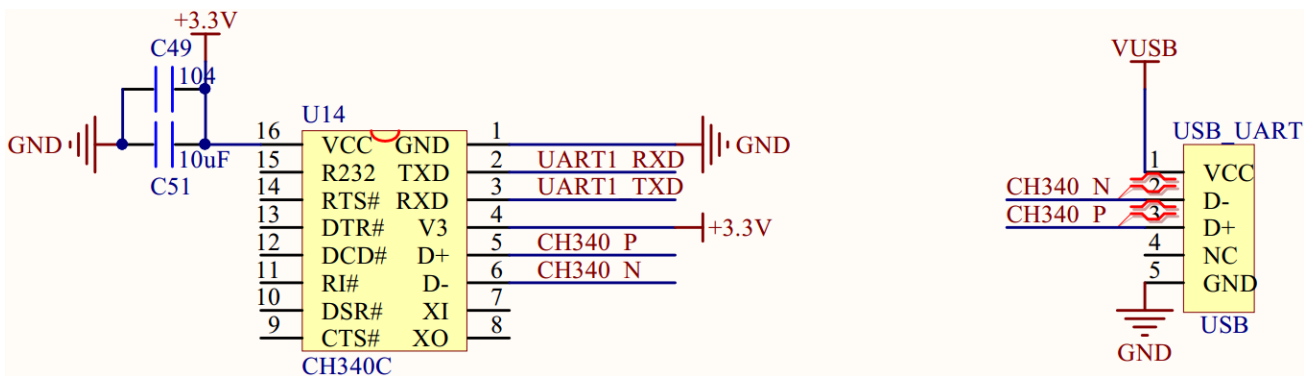 +3.3V
C49
104
GND
10uF
C51
U14
16 VCC GND 1
GND
15 R232 TXD 2 UART1_RXD
14 RTS# RXD 3 UART1_TXD
13 DTR# V3 4 +3.3V
12 DCD# D+ 5 CH340_P
11 RI# D- 6 CH340_N
10 DSR# XI 7
9 CTS# XO 8
CH340C
VUSB
USB_UART
1 VCC
CH340_N 2 D-
CH340_P 3 D+
4 NC
5 GND
USB
GND